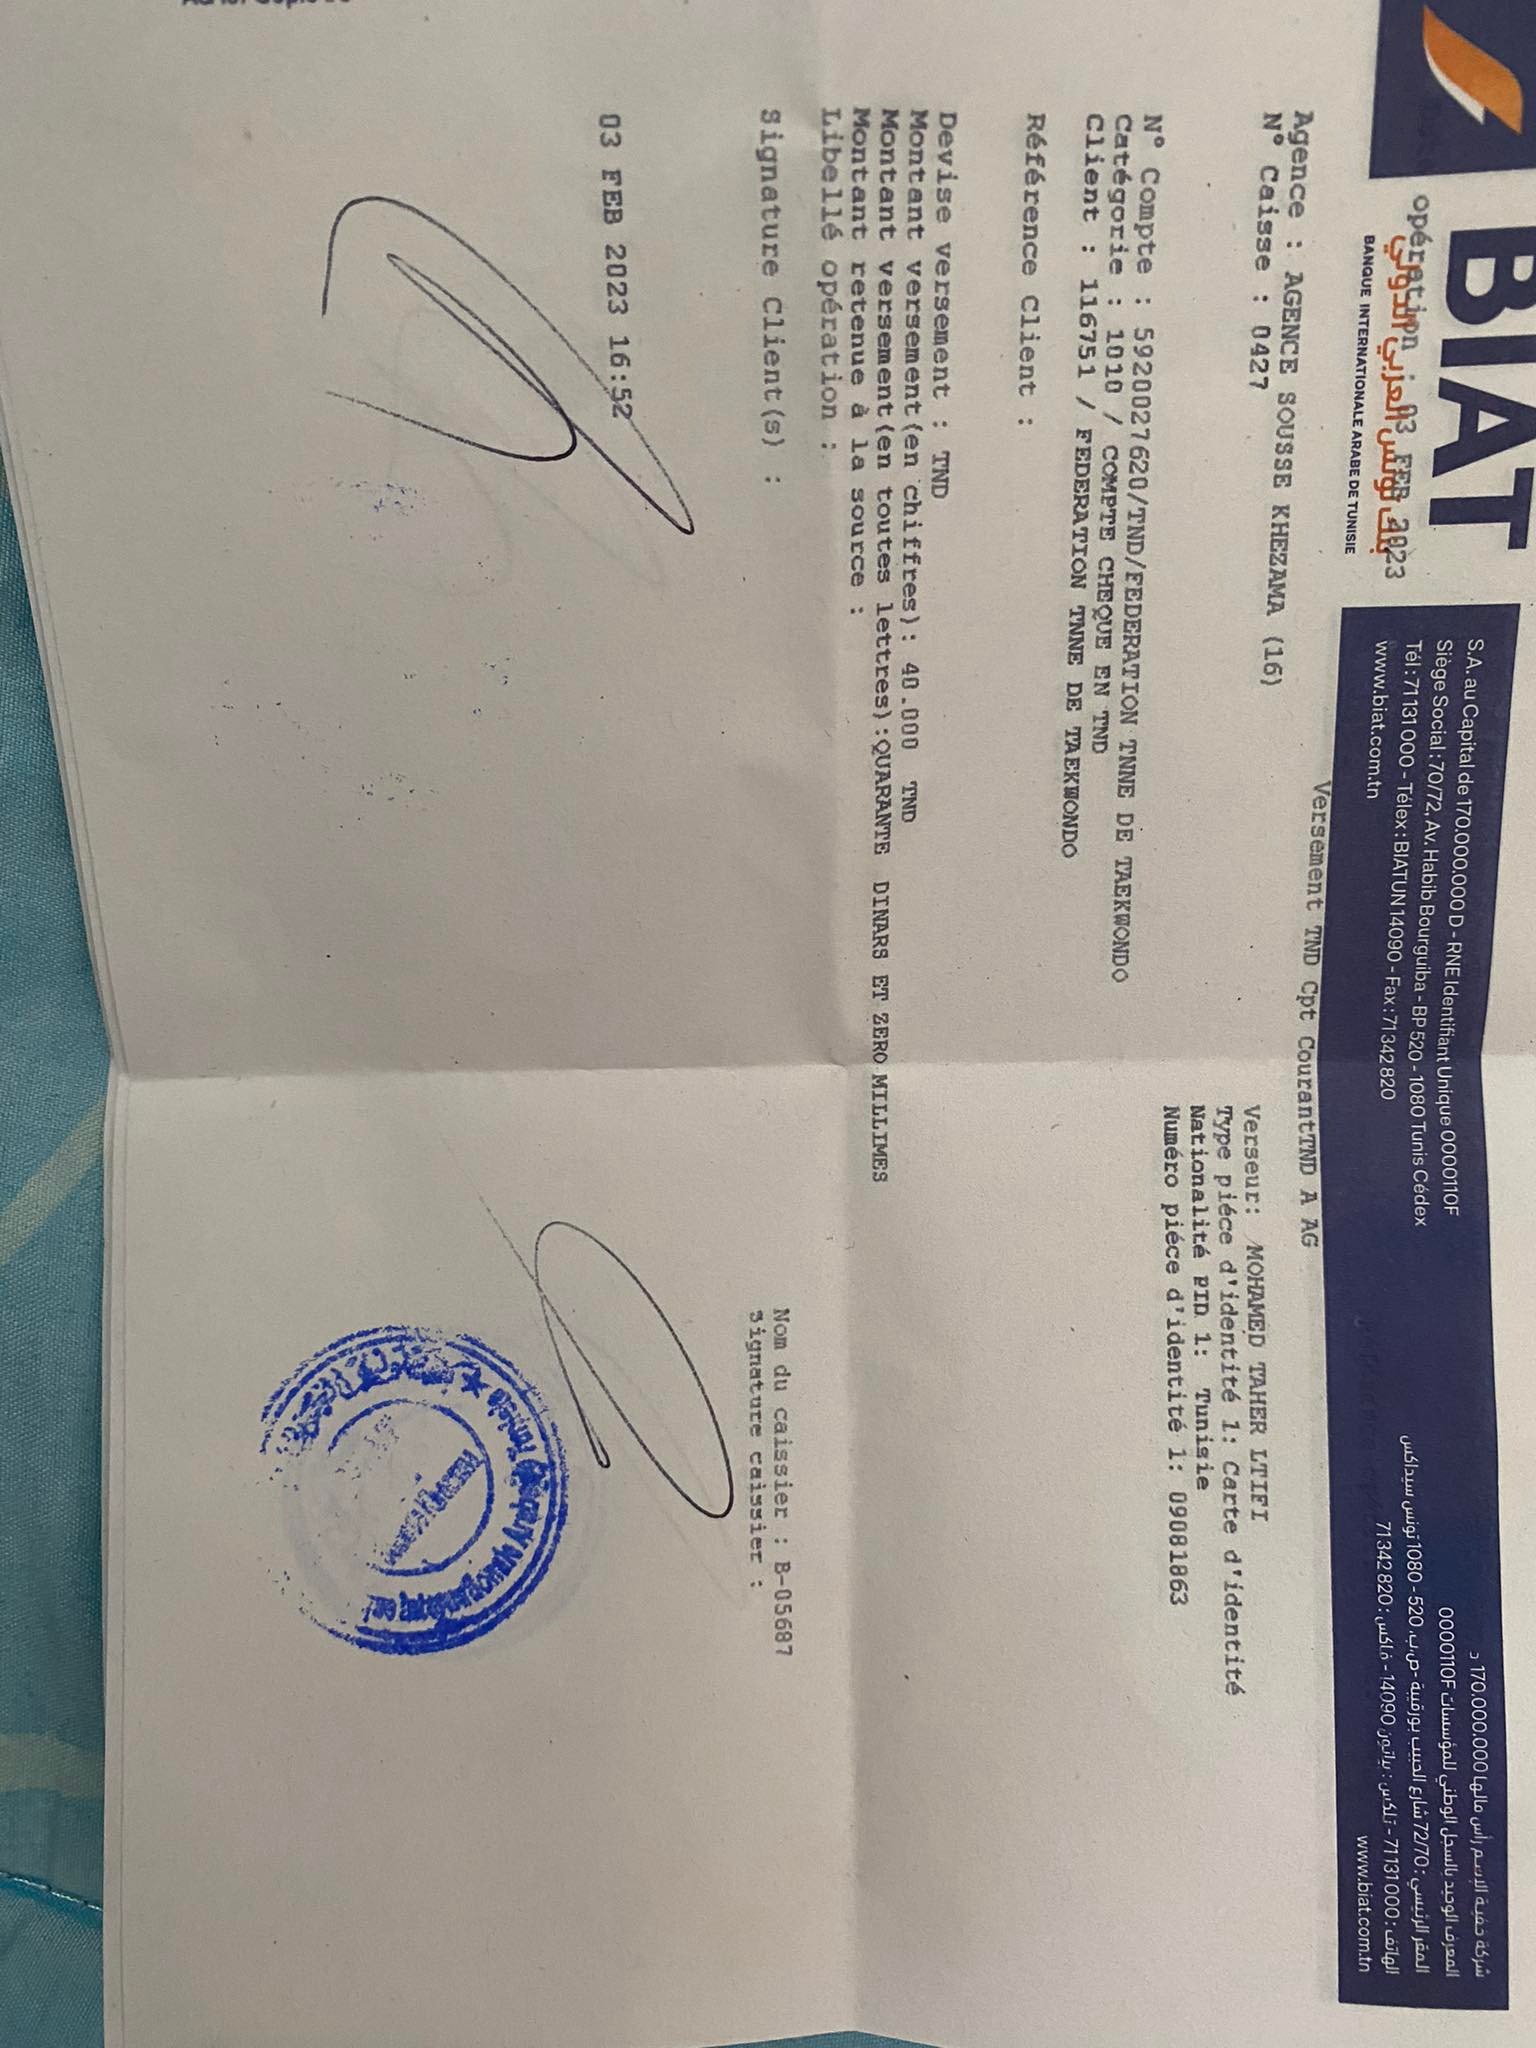 BIAT
بنك تونس العربي الدولي
BANQUE INTERNATIONALE ARABE DE TUNISIE
S.A. au Capital de 170.000.000 D - RNE Identifiant Unique 0000110F
Siège Social : 70/72, Av. Habib Bourguiba - BP 520 - 1080 Tunis Cédex
Tél : 71 131 000 - Télex : BIATUN 14090 - Fax : 71 342 820
www.biat.com.tn
شركة خفية الإسم رأس مالها 170.000.000 د
المعرف الوحيد بالسجل الوطني للمؤسسات 0000110F
المقر الرئيسي : 72/70 شارع الحبيب بورقيبة - ص.ب. 520 - 1080 تونس سيداكس
الهاتف : 71131000 - تلكس : بياتور 14090 - فاكس : 71342820
www.biat.com.tn
opération 03 FEB 2023
Versement TND Cpt CourantTND A AG
Agence : AGENCE SOUSSE KHEZAMA (16)
N° Caisse : 0427
Verseur: MOHAMED TAHER LTIFI
Type piéce d'identité 1: Carte d'identité
Nationalité PID 1: Tunisie
Numéro piéce d'identité 1: 09081863
N° Compte : 5920027620/TND/FEDERATION TNNE DE TAEKWONDO
Catégorie : 1010 / COMPTE CHEQUE EN TND
Client : 116751 / FEDERATION TNNE DE TAEKWONDO
Référence Client :
Devise versement : TND
Montant versement(en chiffres): 40.000 TND
Montant versement(en toutes lettres):QUARANTE DINARS ET ZERO MILLIMES
Montant retenue à la source :
Libellé opération :
Signature Client(s) :
Nom du caissier : B-05687
Signature caissier :
03 FEB 2023 16:52